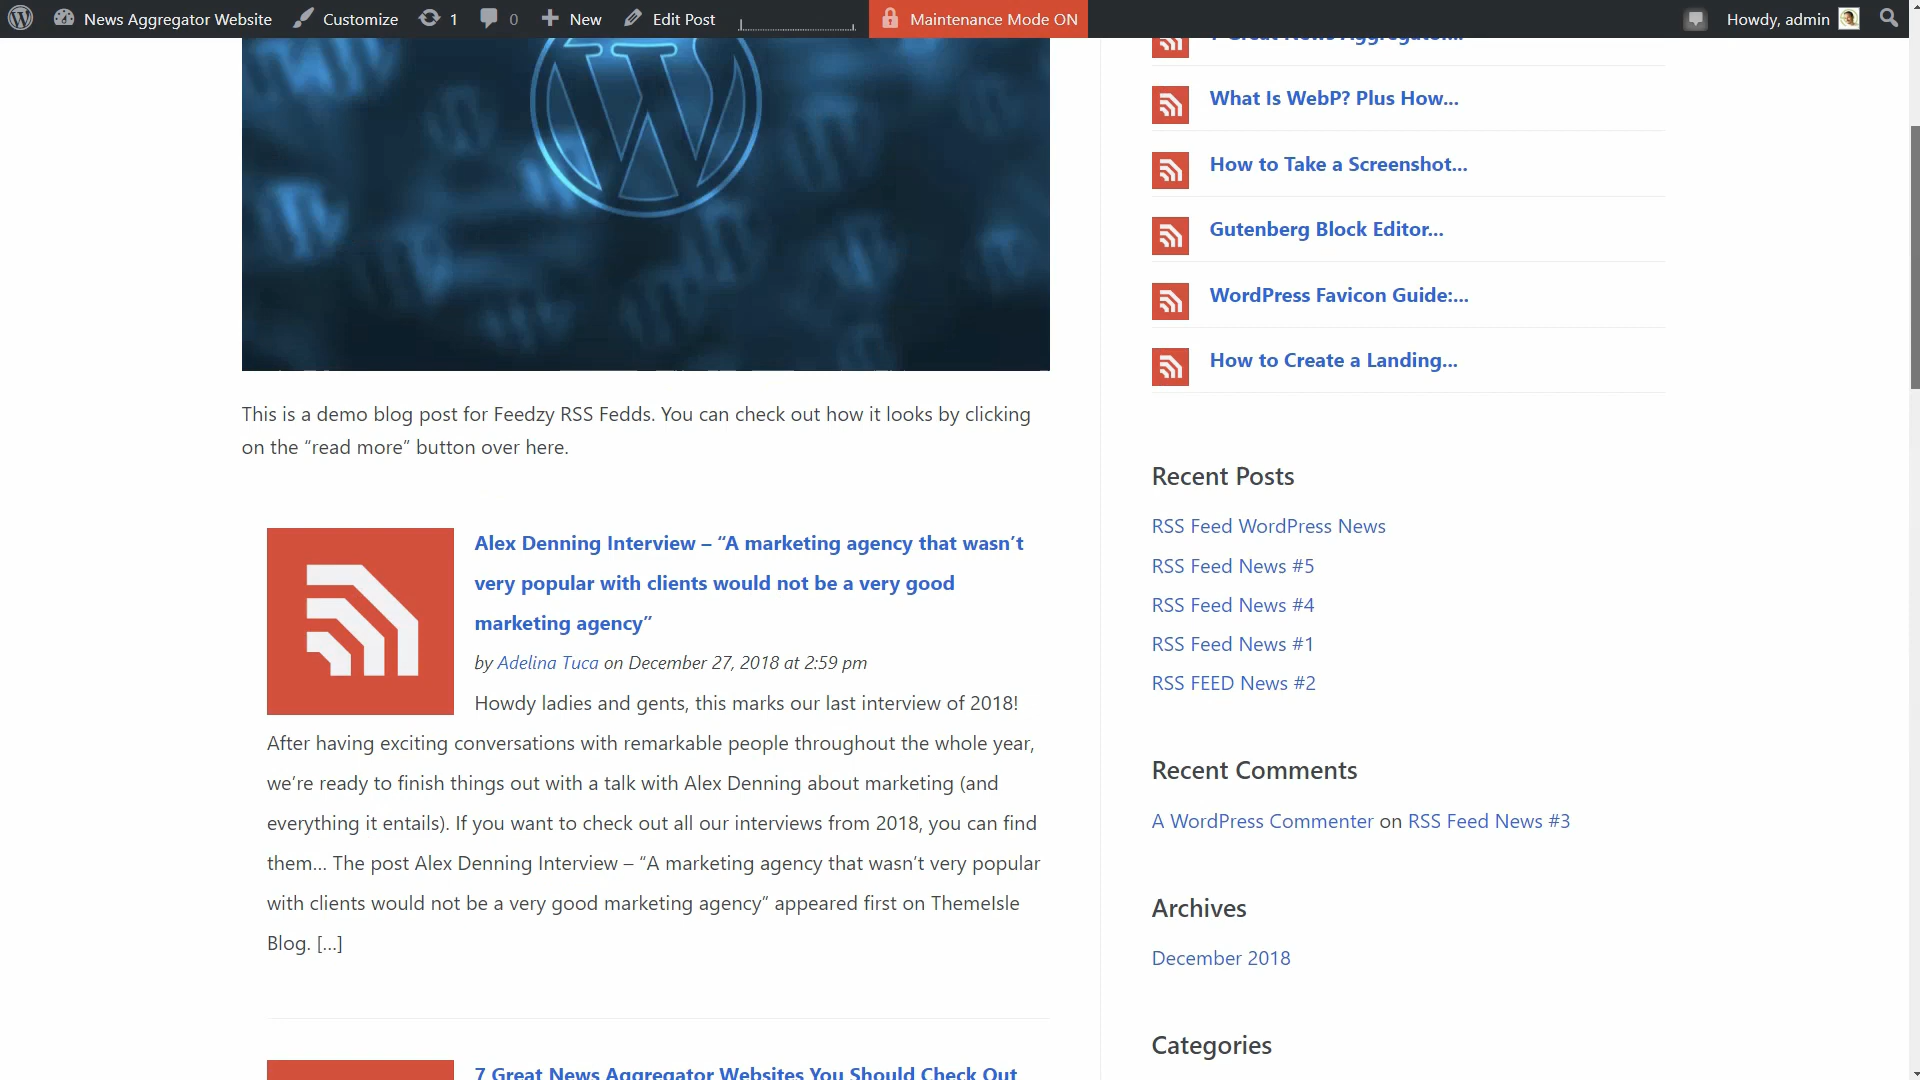 News Aggregator Website Customize 1 0 New Edit Post Maintenance Mode ON Howdy, admin
This is a demo blog post for Feedzy RSS Fedds. You can check out how it looks by clicking
on the “read more” button over here.
Alex Denning Interview – “A marketing agency that wasn’t
very popular with clients would not be a very good
marketing agency”
by Adelina Tuca on December 27, 2018 at 2:59 pm
Howdy ladies and gents, this marks our last interview of 2018!
After having exciting conversations with remarkable people throughout the whole year,
we’re ready to finish things out with a talk with Alex Denning about marketing (and
everything it entails). If you want to check out all our interviews from 2018, you can find
them… The post Alex Denning Interview – “A marketing agency that wasn’t very popular
with clients would not be a very good marketing agency” appeared first on ThemeIsle
Blog. […]
7 Great News Aggregator Websites You Should Check Out
7 Great News Aggregator...
What Is WebP? Plus How...
How to Take a Screenshot...
Gutenberg Block Editor...
WordPress Favicon Guide:...
How to Create a Landing...
Recent Posts
RSS Feed WordPress News
RSS Feed News #5
RSS Feed News #4
RSS Feed News #1
RSS FEED News #2
Recent Comments
A WordPress Commenter on RSS Feed News #3
Archives
December 2018
Categories